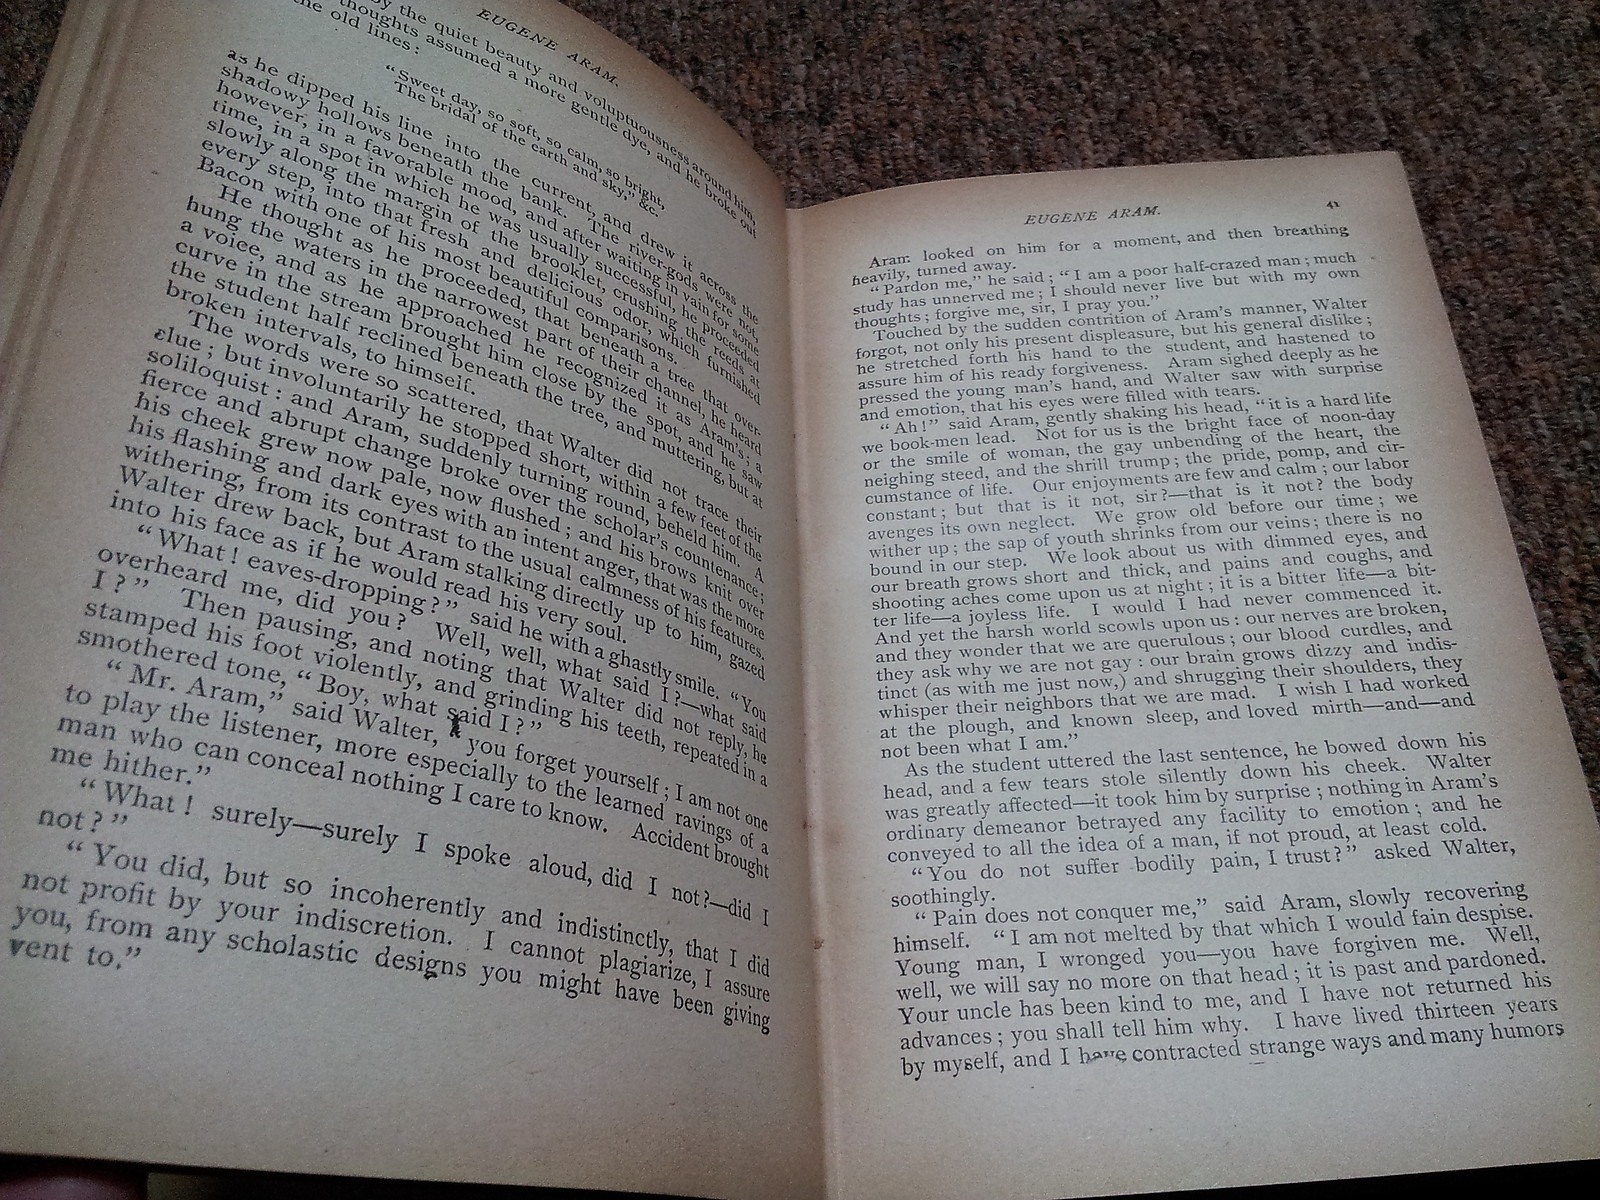 EUGENE ARAM.
by the quiet beauty and voluptuousness around him,
thoughts assumed a more gentle dye, and he broke out
the old lines:
“Sweet day, so soft, so calm, so bright,
The bridal of the earth and sky,” &c.
as he dipped his line into the current, and drew it across the
shadowy hollows beneath the bank. The river-gods were not,
however, in a favorable mood, and after waiting in vain for some
time, in a spot in which he was usually successful, he proceeded
slowly along the margin of the brooklet, crushing the reeds at
every step, into that fresh and delicious odor, which furnished
Bacon with one of his most beautiful comparisons.
He thought as he proceeded, that beneath a tree that over-
hung the waters in the narrowest part of their channel, he heard
a voice, and as he approached he recognized it as Aram's; a
curve in the stream brought him close by the spot, and he saw
the student half reclined beneath the tree, and muttering, but at
broken intervals, to himself.
The words were so scattered, that Walter did not trace their
clue; but involuntarily he stopped short, within a few feet of the
soliloquist: and Aram, suddenly turning round, beheld him. A
fierce and abrupt change broke over the scholar's countenance;
his cheek grew now pale, now flushed; and his brows knit over
his flashing and dark eyes with an intent anger, that was the more
withering, from its contrast to the usual calmness of his features.
Walter drew back, but Aram stalking directly up to him, gazed
into his face as if he would read his very soul.
“What! eaves-dropping?” said he with a ghastly smile. “You
overheard me, did you? Well, well, what said I?—what said
I?” Then pausing, and noting that Walter did not reply, he
stamped his foot violently, and grinding his teeth, repeated in a
smothered tone, “Boy, what said I?”
“Mr. Aram,” said Walter, you forget yourself; I am not one
to play the listener, more especially to the learned ravings of a
man who can conceal nothing I care to know. Accident brought
me hither.”
“What! surely—surely I spoke aloud, did I not?—did I
not?”
“You did, but so incoherently and indistinctly, that I did
not profit by your indiscretion. I cannot plagiarize, I assure
you, from any scholastic designs you might have been giving
vent to.”
EUGENE ARAM. 41
Aram looked on him for a moment, and then breathing
heavily, turned away.
“Pardon me,” he said; “I am a poor half-crazed man; much
study has unnerved me; I should never live but with my own
thoughts; forgive me, sir, I pray you.”
Touched by the sudden contrition of Aram's manner, Walter
forgot, not only his present displeasure, but his general dislike;
he stretched forth his hand to the student, and hastened to
assure him of his ready forgiveness. Aram sighed deeply as he
pressed the young man's hand, and Walter saw with surprise
and emotion, that his eyes were filled with tears.
“Ah!” said Aram, gently shaking his head, “it is a hard life
we book-men lead. Not for us is the bright face of noon-day
or the smile of woman, the gay unbending of the heart, the
neighing steed, and the shrill trump; the pride, pomp, and cir-
cumstance of life. Our enjoyments are few and calm; our labor
constant; but that is it not, sir?—that is it not? the body
avenges its own neglect. We grow old before our time; we
wither up; the sap of youth shrinks from our veins; there is no
bound in our step. We look about us with dimmed eyes, and
our breath grows short and thick, and pains and coughs, and
shooting aches come upon us at night; it is a bitter life—a bit-
ter life—a joyless life. I would I had never commenced it.
And yet the harsh world scowls upon us: our nerves are broken,
and they wonder that we are querulous; our blood curdles, and
they ask why we are not gay: our brain grows dizzy and indis-
tinct (as with me just now,) and shrugging their shoulders, they
whisper their neighbors that we are mad. I wish I had worked
at the plough, and known sleep, and loved mirth—and—and
not been what I am.”
As the student uttered the last sentence, he bowed down his
head, and a few tears stole silently down his cheek. Walter
was greatly affected—it took him by surprise; nothing in Aram's
ordinary demeanor betrayed any facility to emotion; and he
conveyed to all the idea of a man, if not proud, at least cold.
“You do not suffer bodily pain, I trust?” asked Walter,
soothingly.
“Pain does not conquer me,” said Aram, slowly recovering
himself. “I am not melted by that which I would fain despise.
Young man, I wronged you—you have forgiven me. Well,
well, we will say no more on that head; it is past and pardoned.
Your uncle has been kind to me, and I have not returned his
advances; you shall tell him why. I have lived thirteen years
by myself, and I have contracted strange ways and many humors